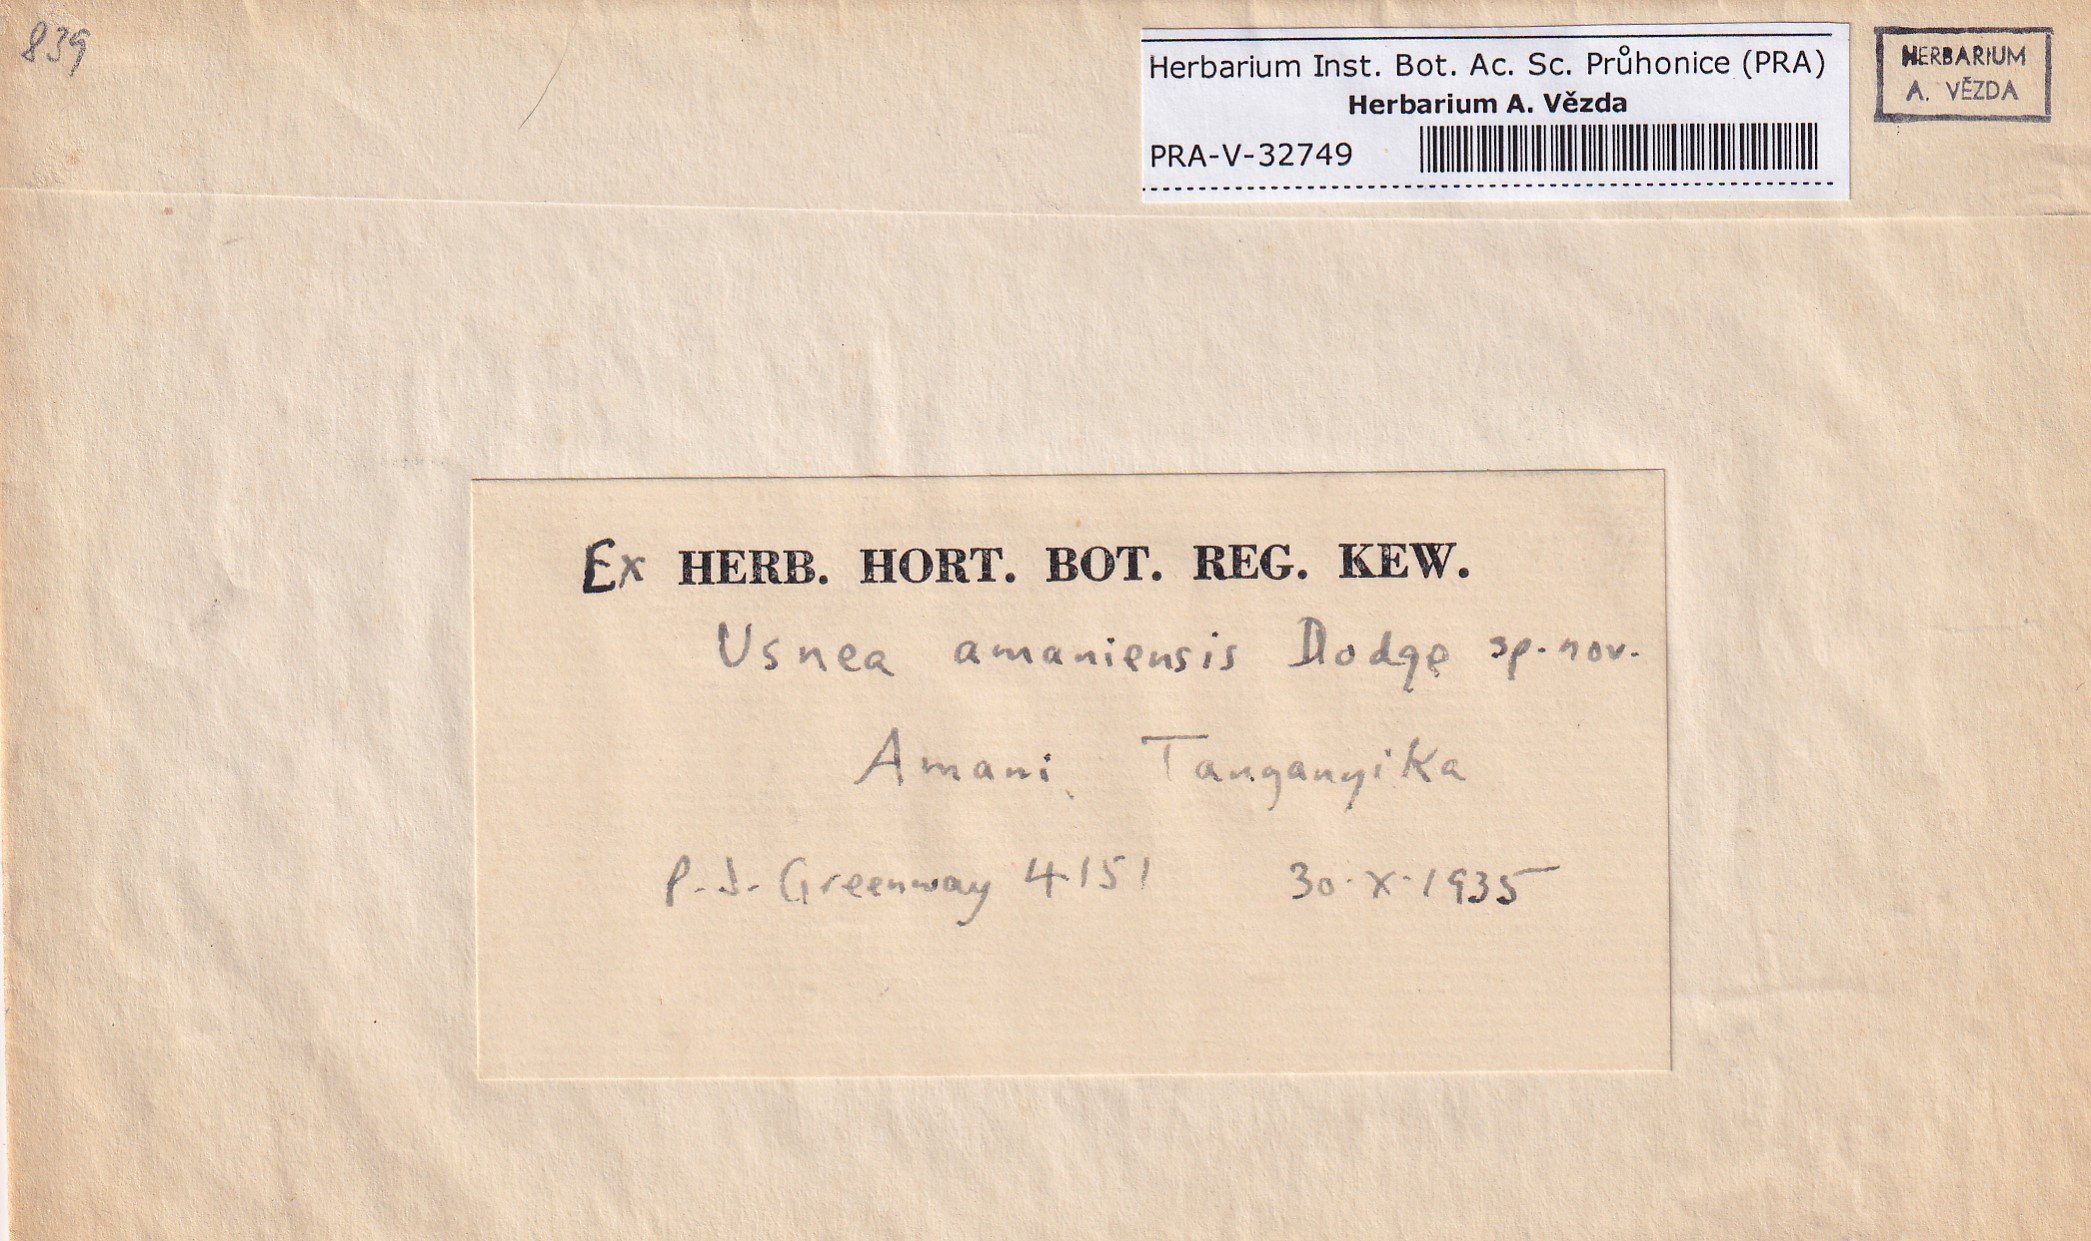 839
Herbarium Inst. Bot. Ac. Sc. Průhonice (PRA)
Herbarium A. Vězda
PRA-V-32749
HERBARIUM
A. VĚZDA
Ex HERB. HORT. BOT. REG. KEW.
Usnea amaniensis Dodge sp. nov.
Amani, Tanganyika
P. J. Greenway 4151 30.X.1935